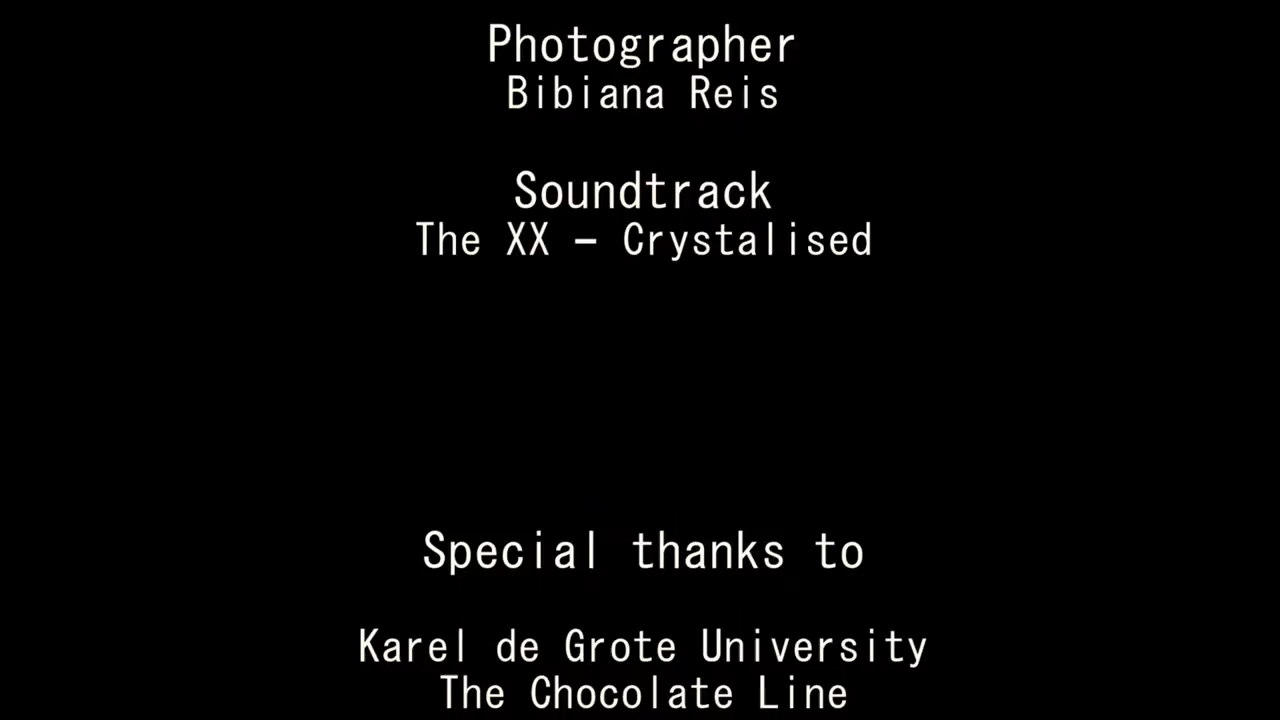 Photographer
Bibiana Reis
Soundtrack
The XX – Crystalised
Special thanks to
Karel de Grote University
The Chocolate Line